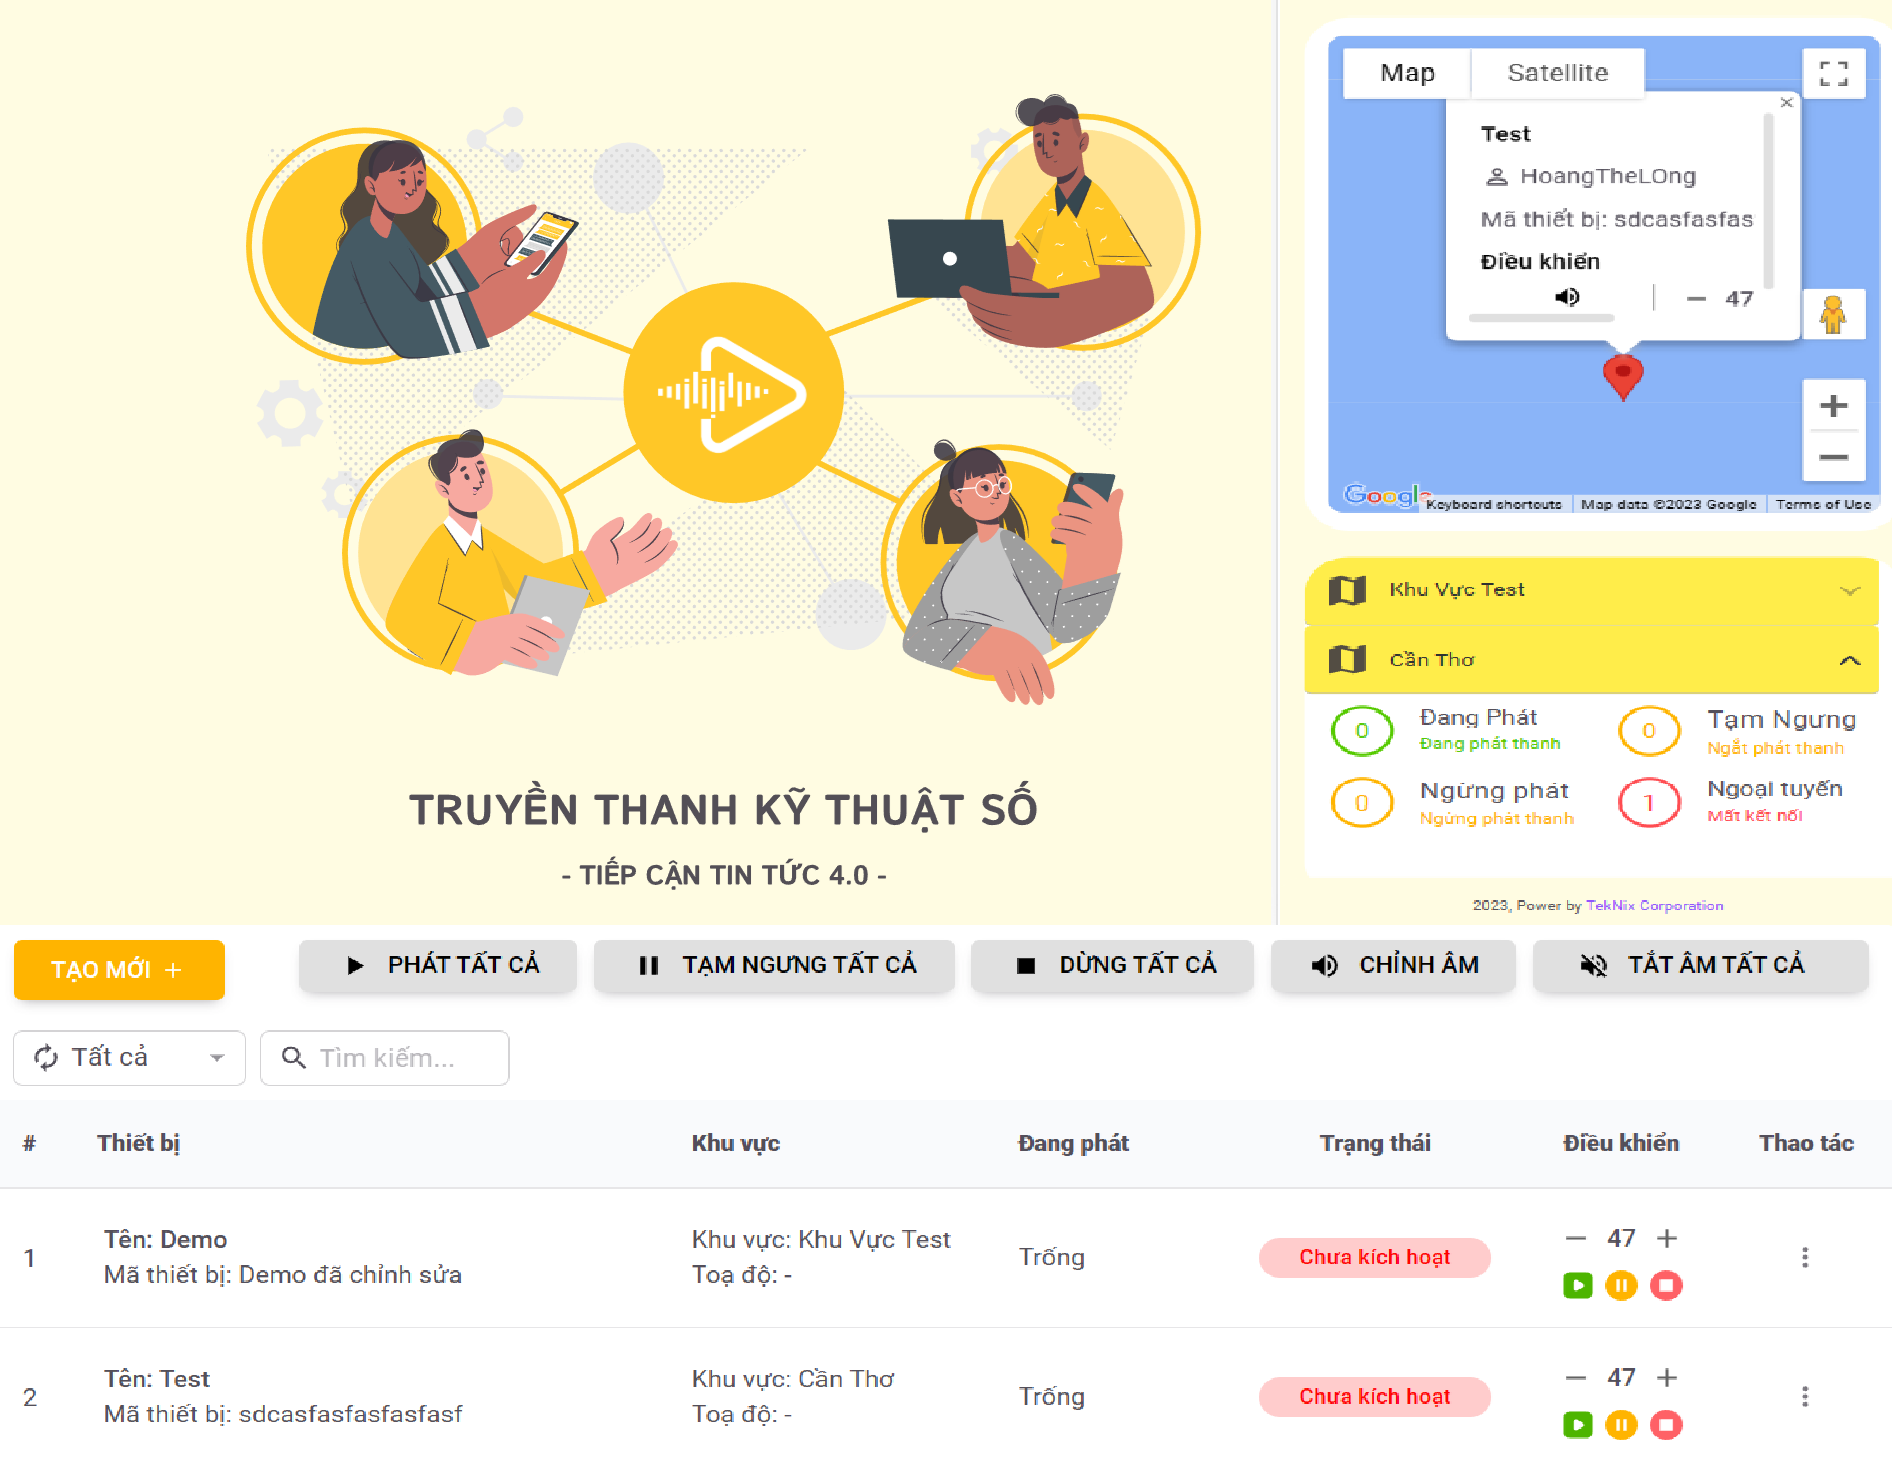 TRUYỀN THANH KỸ THUẬT SỐ
- TIẾP CẬN TIN TỨC 4.0 -
Map
Satellite
Test
HoangTheLOng
Mã thiết bị: sdcasfasfas
Điều khiển
47
Google
Keyboard shortcuts
Map data ©2023 Google
Terms of Use
Khu Vực Test
Cần Thơ
0
Đang Phát
Đang phát thanh
0
Tạm Ngưng
Ngắt phát thanh
0
Ngừng phát
Ngừng phát thanh
1
Ngoại tuyến
Mất kết nối
2023, Power by TekNix Corporation
TẠO MỚI
PHÁT TẤT CẢ
TẠM NGƯNG TẤT CẢ
DỪNG TẤT CẢ
CHỈNH ÂM
TẮT ÂM TẤT CẢ
Tất cả
Tìm kiếm...
# Thiết bị Khu vực Đang phát Trạng thái Điều khiển Thao tác
1
Tên: Demo
Mã thiết bị: Demo đã chỉnh sửa
Khu vực: Khu Vực Test
Toạ độ: -
Trống
Chưa kích hoạt
47
2
Tên: Test
Mã thiết bị: sdcasfasfasfasfasf
Khu vực: Cần Thơ
Toạ độ: -
Trống
Chưa kích hoạt
47